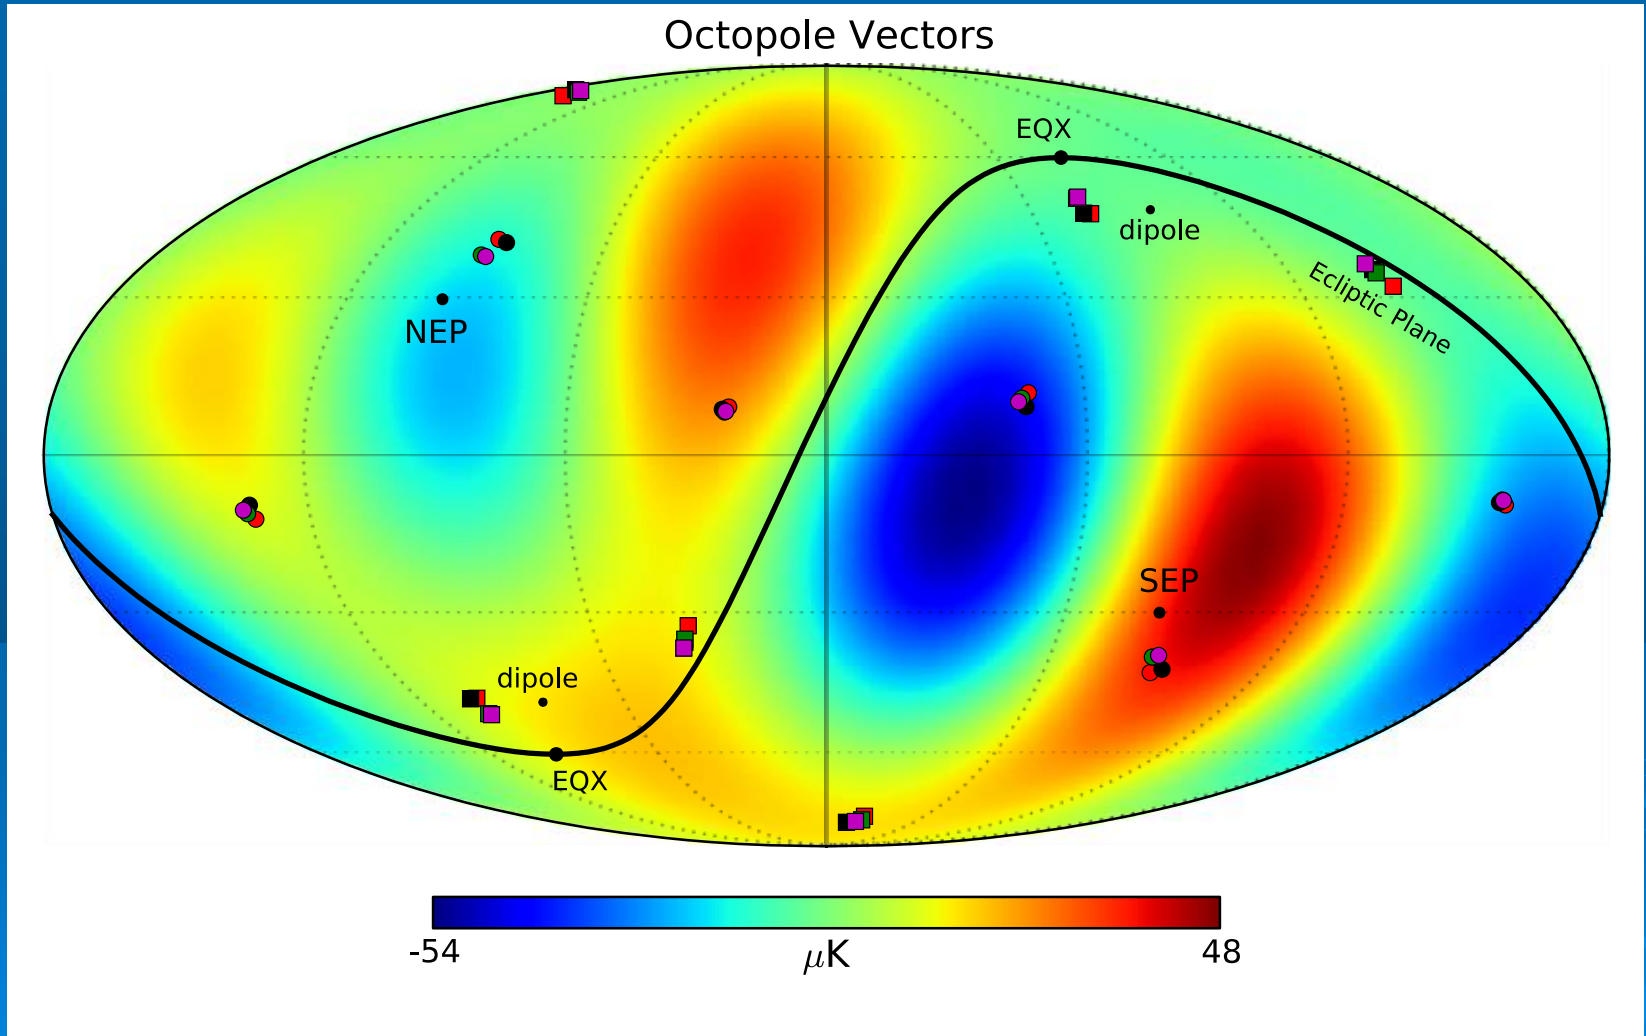 Octopole Vectors
EQX
dipole
Ecliptic Plane
NEP
SEP
dipole
EQX
-54
μK
48